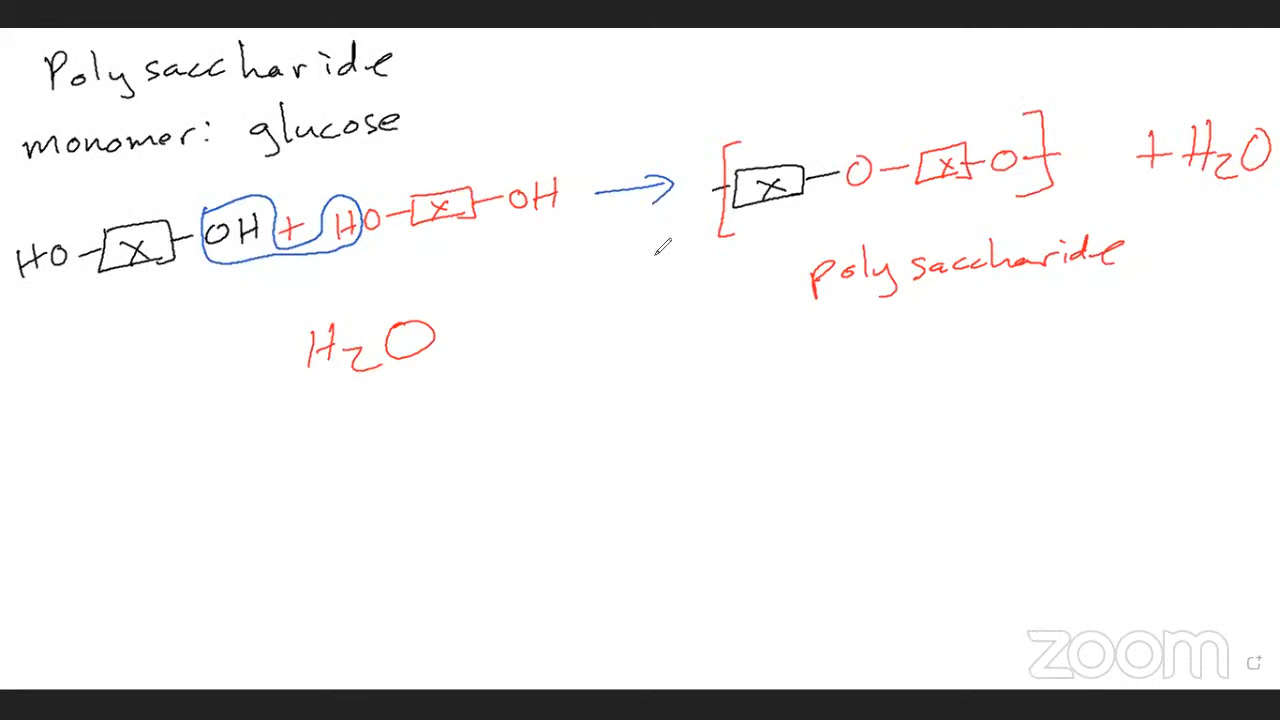 Polysaccharide
monomer: glucose
HO-[X]-OH + HO-[X]-OH → [-[X]-O-[X]-O-] + H2O
polysaccharide
H2O
zoom